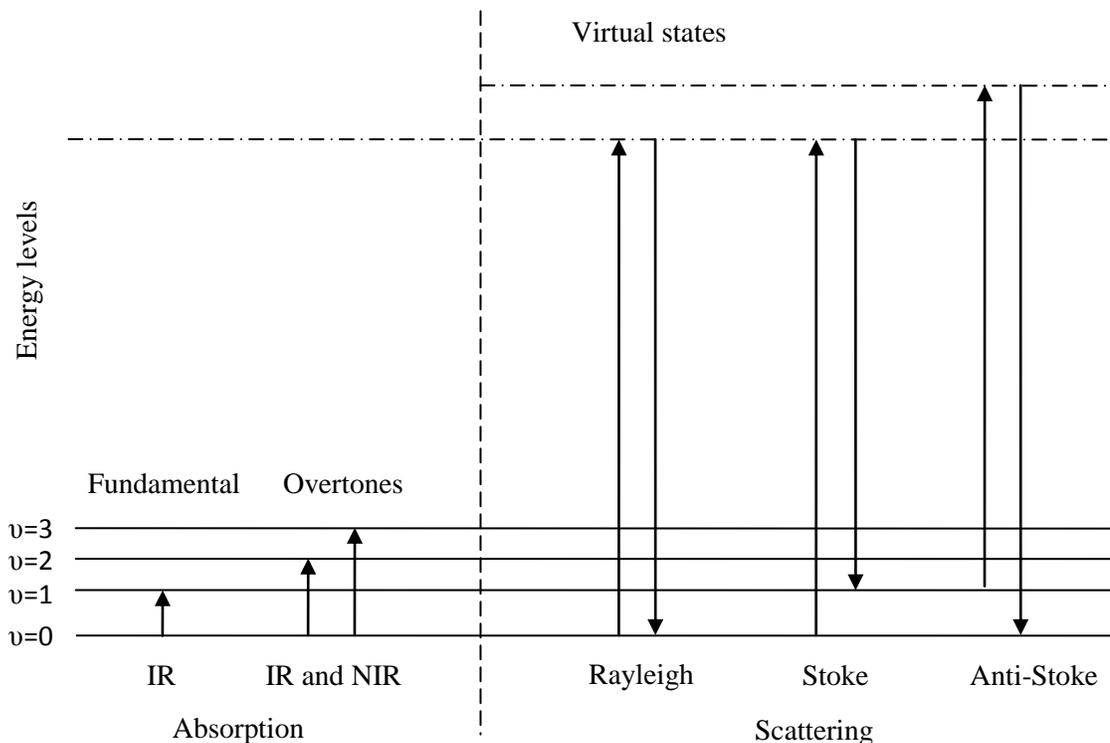 Virtual states
Energy levels
Fundamental Overtones
υ=3
υ=2
υ=1
υ=0
IR IR and NIR Rayleigh Stoke Anti-Stoke
Absorption Scattering